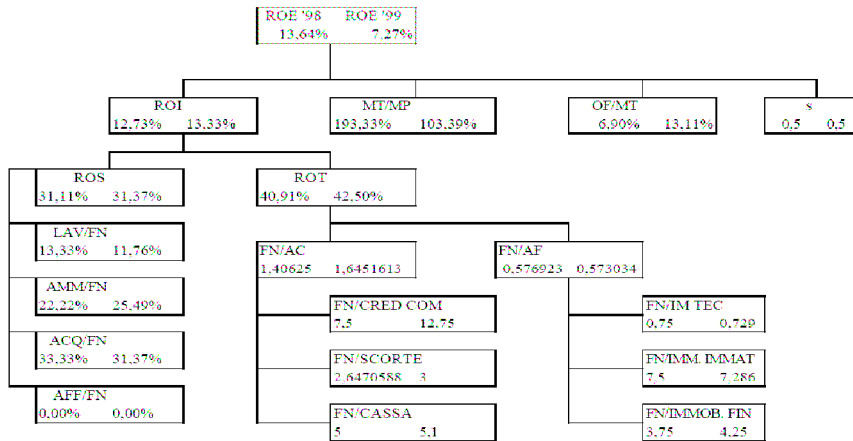 ROE '98 ROE '99
13,64% 7,27%
ROI MT/MP OF/MT s
12,73% 13,33% 193,33% 103,39% 6,90% 13,11% 0,5 0,5
ROS ROT
31,11% 31,37% 40,91% 42,50%
LAV/FN
13,33% 11,76%
FN/AC FN/AF
1,40625 1,6451613 0,576923 0,573034
AMM/FN
22,22% 25,49%
FN/CRED COM FN/IM TEC
7,5 12,75 0,75 0,729
ACQ/FN
33,33% 31,37%
FN/SCORTE FN/IMM. IMMAT
2,6470588 3 7,5 7,286
AFF/FN
0,00% 0,00%
FN/CASSA FN/IMMOB. FIN
5 5,1 3,75 4,25